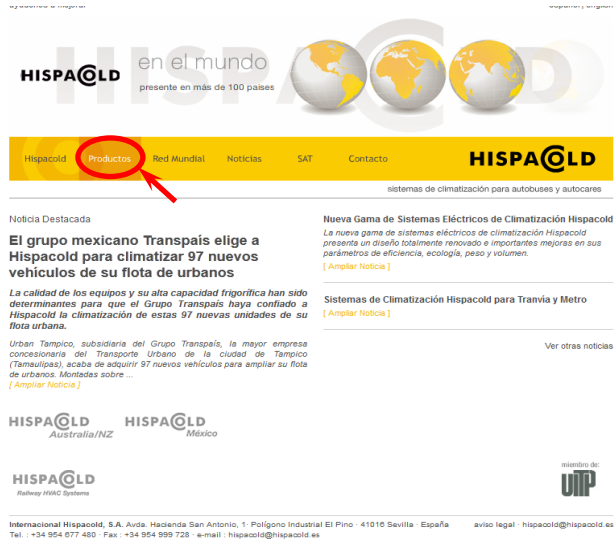 HISPACOLD
en el mundo
presente en más de 100 paises
Hispacold Productos Red Mundial Noticias SAT Contacto
HISPACOLD
sistemas de climatización para autobuses y autocares
Noticia Destacada
El grupo mexicano Transpaís elige a
Hispacold para climatizar 97 nuevos
vehículos de su flota de urbanos
La calidad de los equipos y su alta capacidad frigorífica han sido
determinantes para que el Grupo Transpaís haya confiado a
Hispacold la climatización de estas 97 nuevas unidades de su
flota urbana.
Urban Tampico, subsidiaria del Grupo Transpaís, la mayor empresa
concesionaria del Transporte Urbano de la ciudad de Tampico
(Tamaulipas), acaba de adquirir 97 nuevos vehículos para ampliar su flota
de urbanos. Montadas sobre ...
[ Ampliar Noticia ]
Nueva Gama de Sistemas Eléctricos de Climatización Hispacold
La nueva gama de sistemas eléctricos de climatización Hispacold
presenta un diseño totalmente renovado e importantes mejoras en sus
parámetros de eficiencia, ecología, peso y volumen.
[ Ampliar Noticia ]
Sistemas de Climatización Hispacold para Tranvía y Metro
[ Ampliar Noticia ]
Ver otras noticias
HISPACOLD
Australia/NZ
HISPACOLD
México
HISPACOLD
Railway HVAC Systems
miembro de:
UITP
Internacional Hispacold, S.A. Avda. Hacienda San Antonio, 1· Polígono Industrial El Pino · 41016 Sevilla · España
Tel. : +34 954 677 480 · Fax : +34 954 999 728 · e-mail : hispacold@hispacold.es
aviso legal · hispacold@hispacold.es